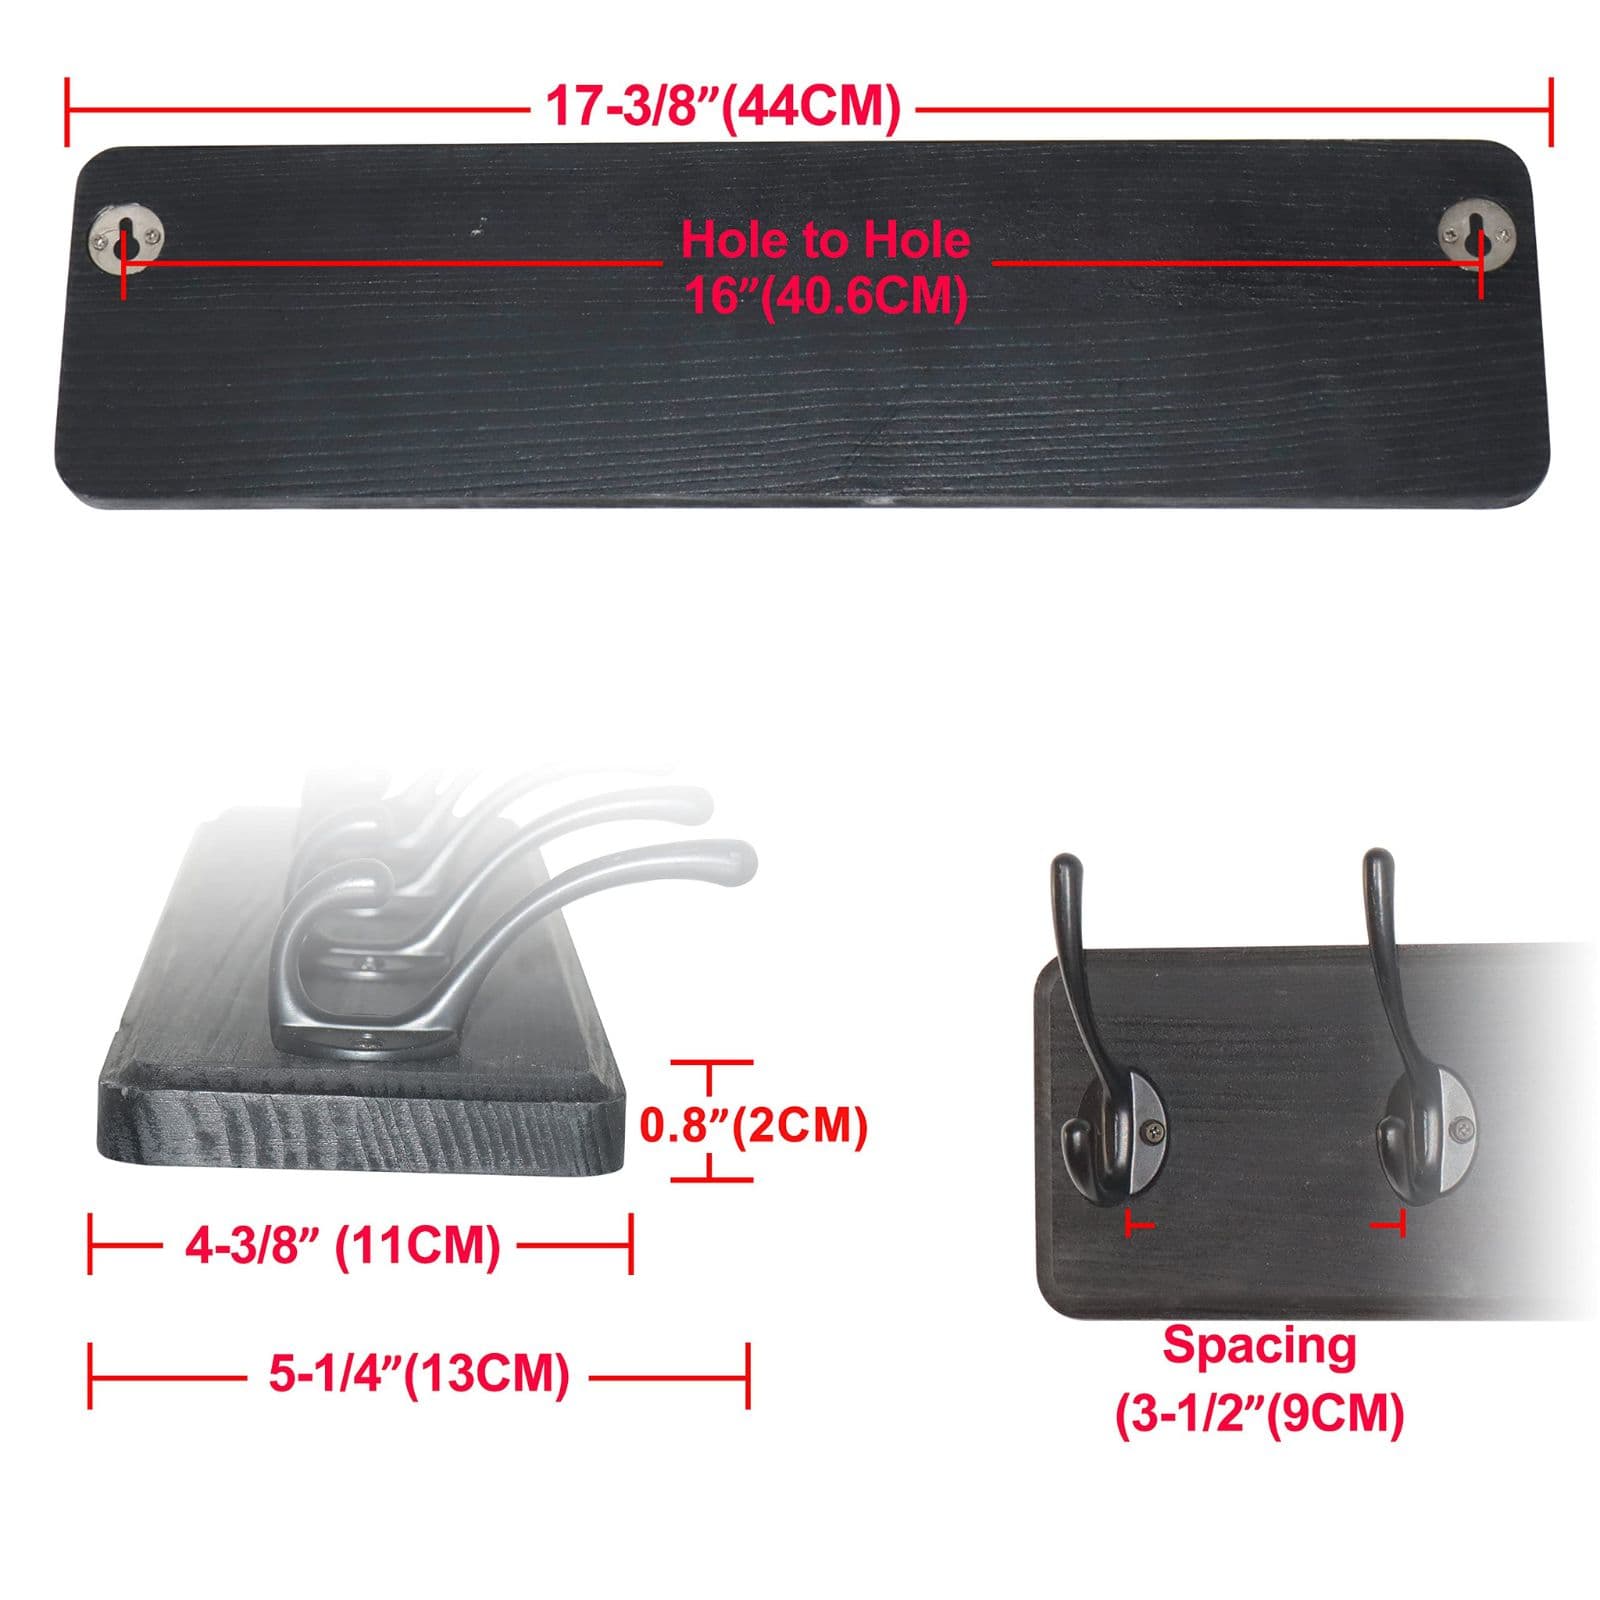 17-3/8”(44CM)
Hole to Hole
16”(40.6CM)
0.8”(2CM)
4-3/8” (11CM)
5-1/4”(13CM)
Spacing
(3-1/2”(9CM)